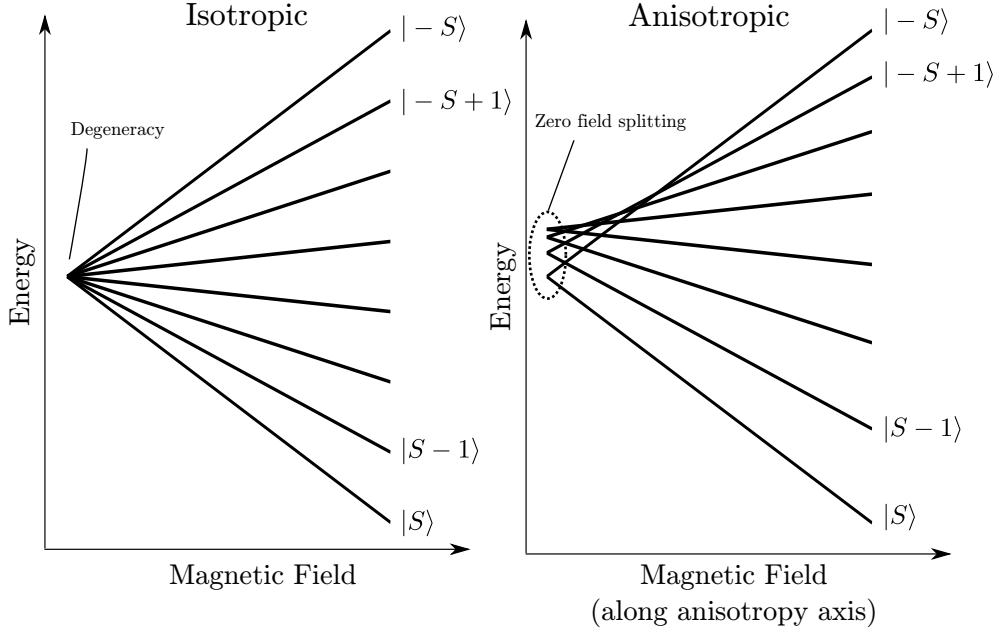 Isotropic
Degeneracy
Energy
Magnetic Field
| − S⟩
| − S + 1⟩
|S − 1⟩
|S⟩
Anisotropic
Zero field splitting
Energy
Magnetic Field
(along anisotropy axis)
| − S⟩
| − S + 1⟩
|S − 1⟩
|S⟩